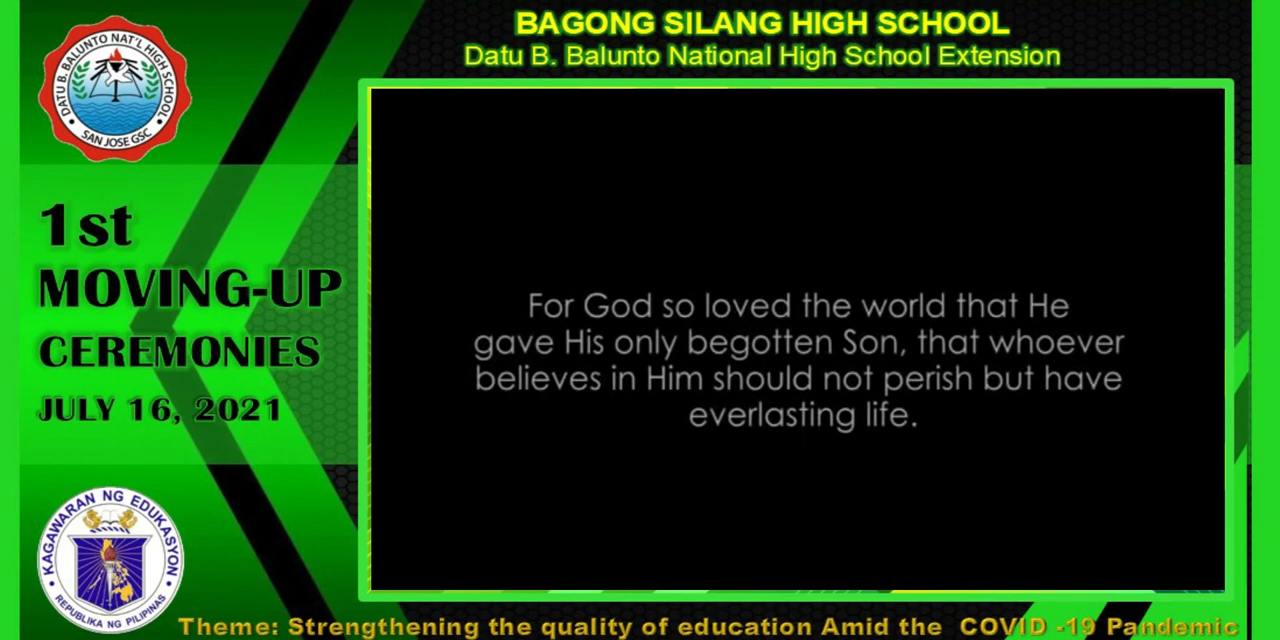 BAGONG SILANG HIGH SCHOOL
Datu B. Balunto National High School Extension
DATU B. BALUNTO NAT'L HIGH SCHOOL
SAN JOSE GSC
1st
MOVING-UP
CEREMONIES
JULY 16, 2021
For God so loved the world that He
gave His only begotten Son, that whoever
believes in Him should not perish but have
everlasting life.
KAGAWARAN NG EDUKASYON
REPUBLIKA NG PILIPINAS
Theme: Strengthening the quality of education Amid the COVID -19 Pandemic